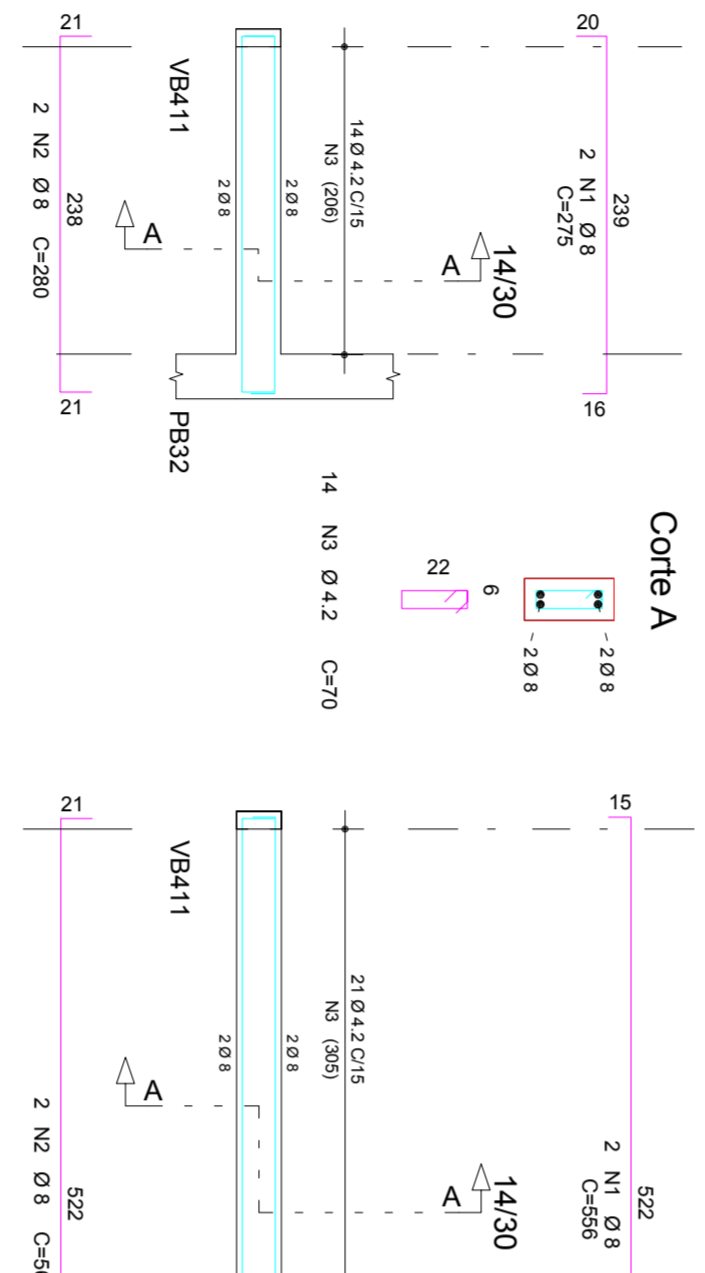 20
239
16
2 N1 Ø 8
C=275
14/30
A
14 Ø 4.2 C/15
N3 (206)
2 Ø 8
2 Ø 8
VB411
A
PB32
21
238
21
2 N2 Ø 8 C=280
Corte A
2 Ø 8
2 Ø 8
6
22
14 N3 Ø 4.2 C=70
15
522
2 N1 Ø 8
C=556
14/30
A
21 Ø 4.2 C/15
N3 (305)
2 Ø 8
2 Ø 8
VB411
A
21
522
2 N2 Ø 8